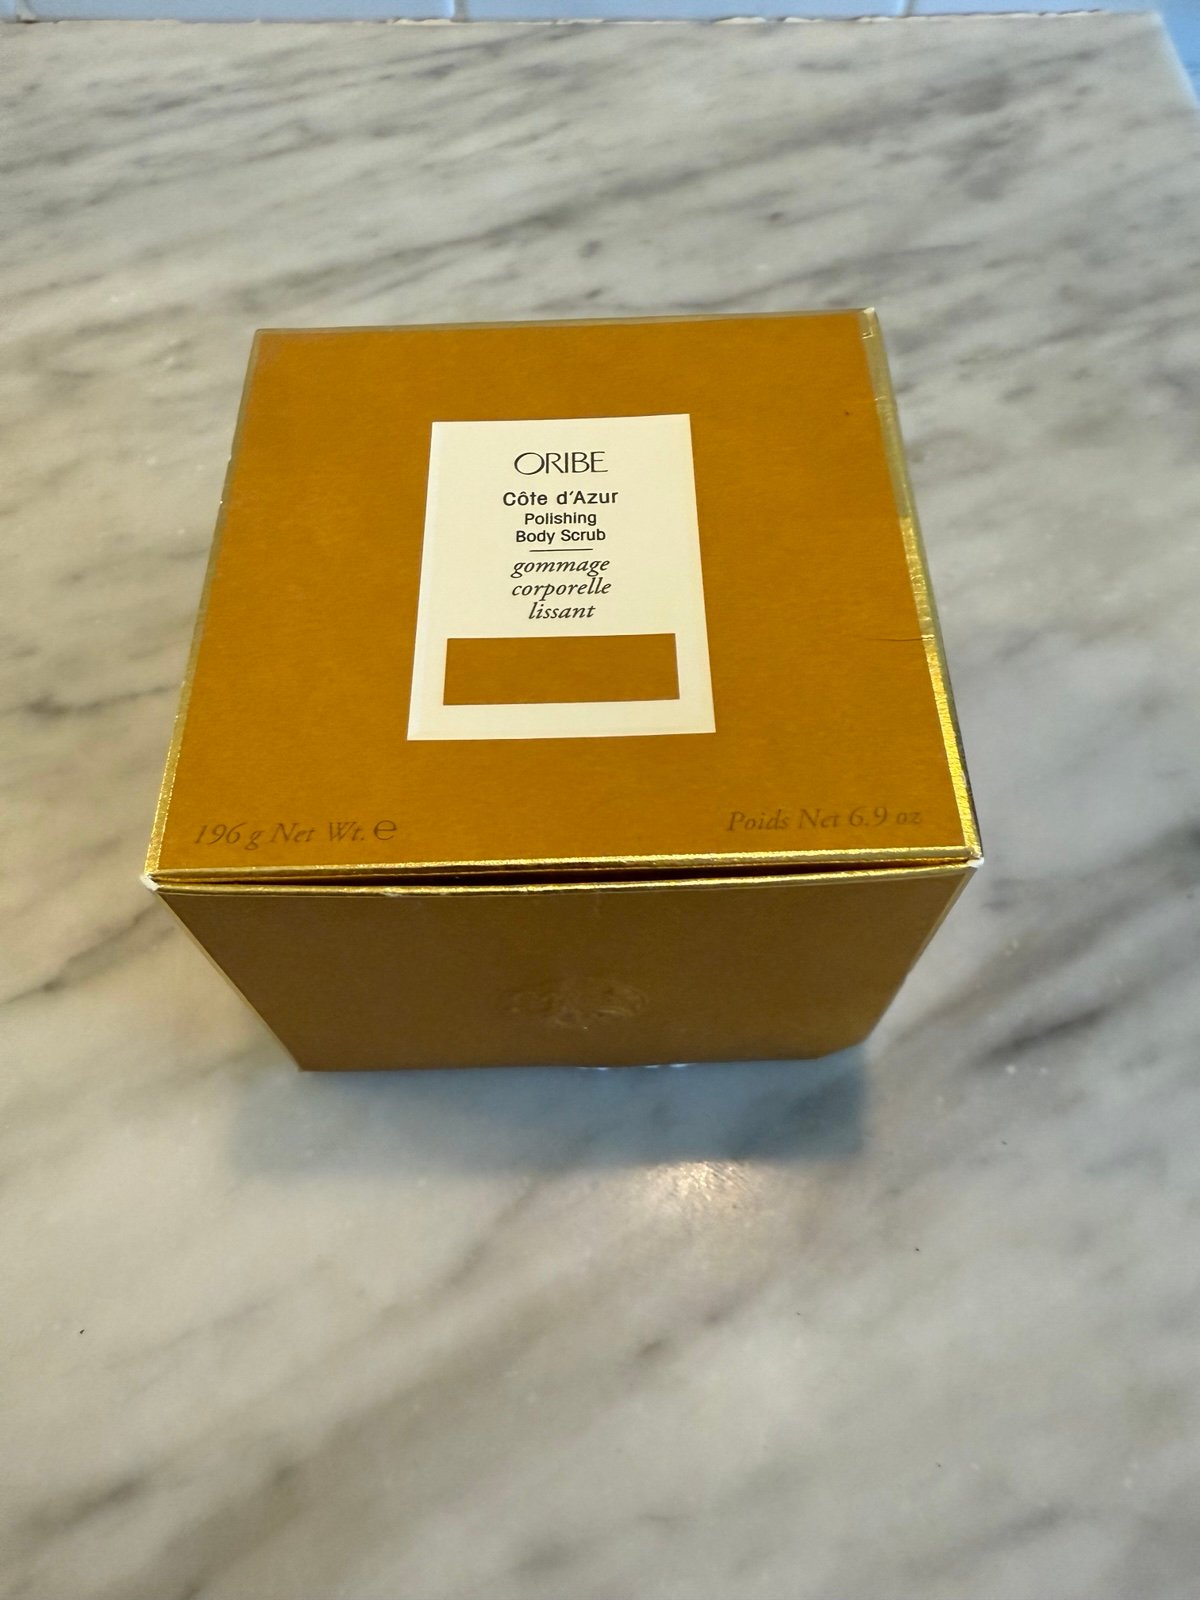 ORIBE
Côte d'Azur
Polishing
Body Scrub
gommage
corporelle
lissant
196 g Net Wt. ℮
Poids Net 6.9 oz